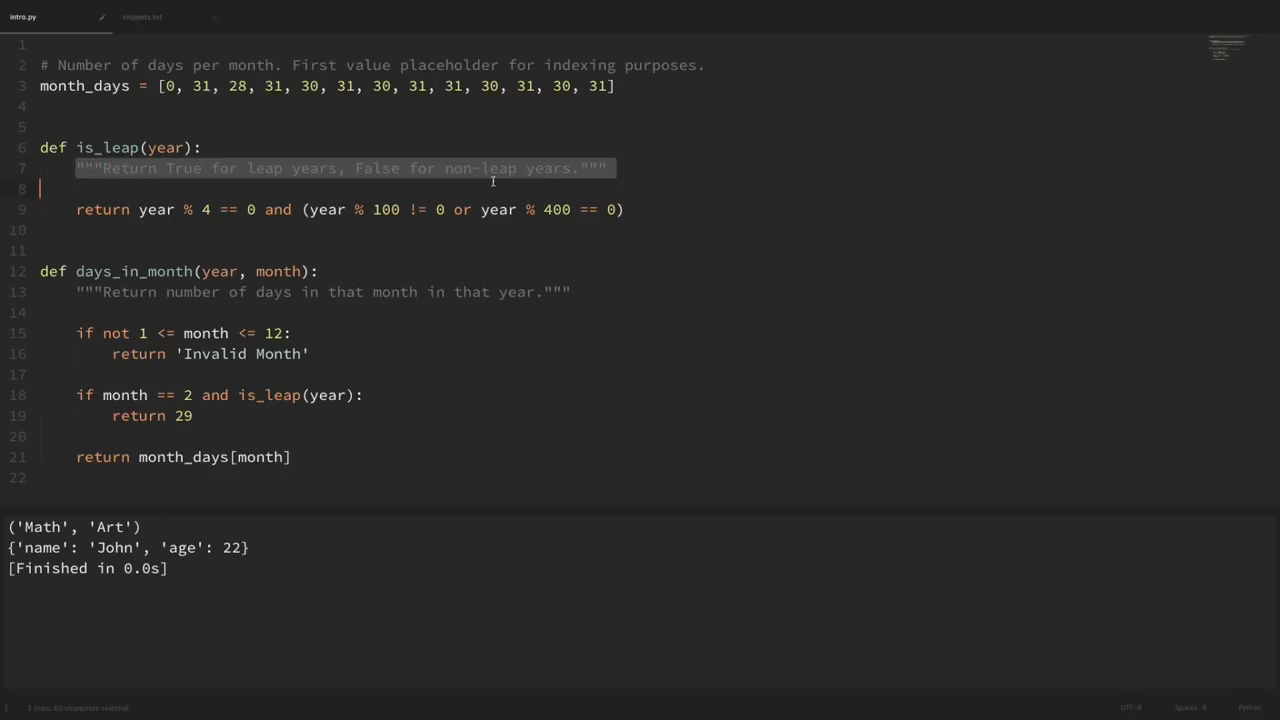 intro.py
snippets.txt
1
2 # Number of days per month. First value placeholder for indexing purposes.
3 month_days = [0, 31, 28, 31, 30, 31, 30, 31, 31, 30, 31, 30, 31]
4
5
6 def is_leap(year):
7     """Return True for leap years, False for non-leap years."""
8
9     return year % 4 == 0 and (year % 100 != 0 or year % 400 == 0)
10
11
12 def days_in_month(year, month):
13     """Return number of days in that month in that year."""
14
15     if not 1 <= month <= 12:
16         return 'Invalid Month'
17
18     if month == 2 and is_leap(year):
19         return 29
20
21     return month_days[month]
22
('Math', 'Art')
{'name': 'John', 'age': 22}
[Finished in 0.0s]
2 lines, 60 characters selected
UTF-8
Spaces: 4
Python